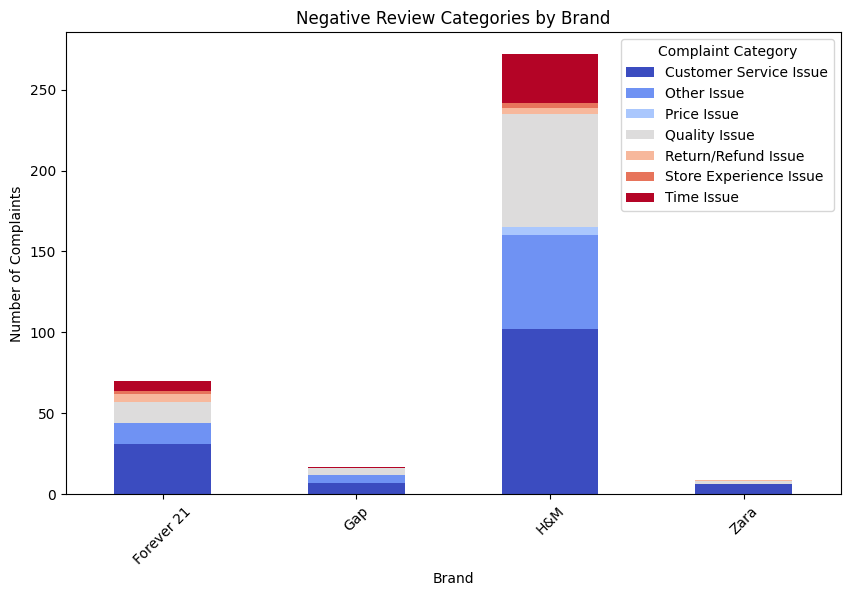 Negative Review Categories by Brand
Complaint Category
Customer Service Issue
Other Issue
Price Issue
Quality Issue
Return/Refund Issue
Store Experience Issue
Time Issue
Number of Complaints
250
200
150
100
50
0
Forever 21
Gap
H&M
Zara
Brand